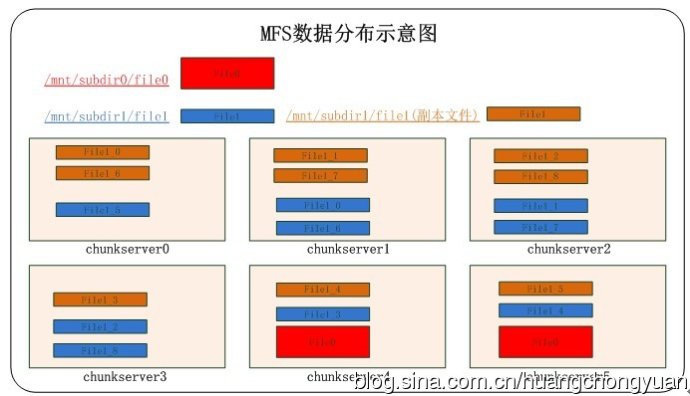 MFS数据分布示意图
/mnt/subdir0/file0
File0
/mnt/subdir1/file1
File1
/mnt/subdir1/file1(副本文件)
File1
File1_0
File1_6
File1_5
chunkserver0
File1_1
File1_7
File1_0
File1_6
chunkserver1
File1_2
File1_8
File1_1
File1_7
chunkserver2
File1_3
File1_2
File1_8
chunkserver3
File1_4
File1_3
File0
chunkserver4
File1_5
File1_4
File0
chunkserver5
blog.sina.com.cn/huangchongyuan